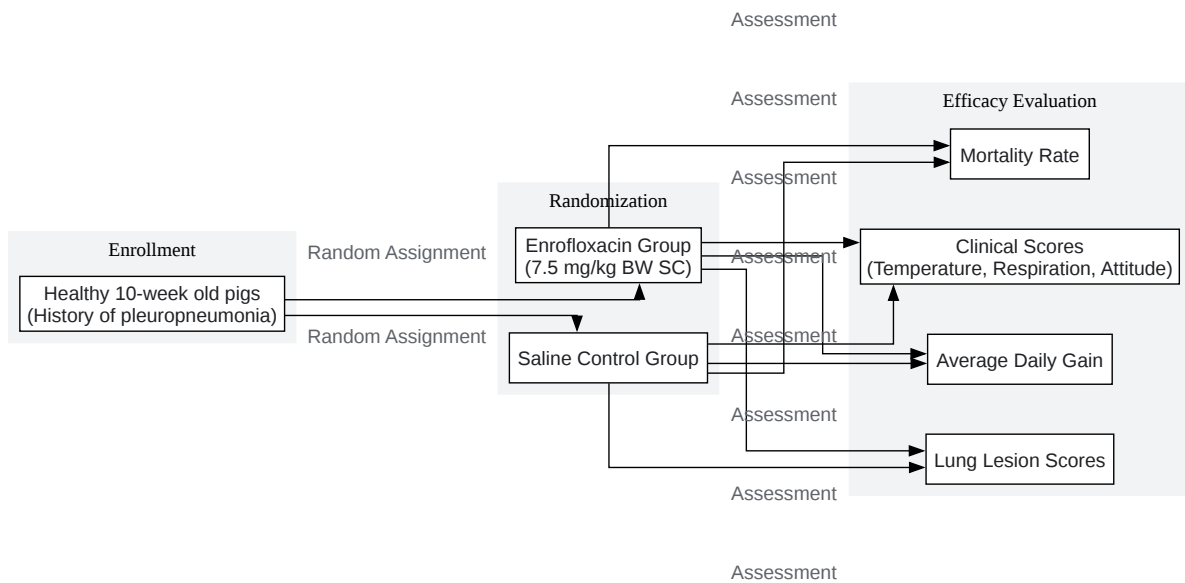 Assessment
Assessment
Efficacy Evaluation
Mortality Rate
Assessment
Randomization
Enrollment
Random Assignment
Enrofloxacin Group
(7.5 mg/kg BW SC)
Assessment
Clinical Scores
(Temperature, Respiration, Attitude)
Healthy 10-week old pigs
(History of pleuropneumonia)
Random Assignment
Saline Control Group
Assessment
Average Daily Gain
Assessment
Lung Lesion Scores
Assessment
Assessment